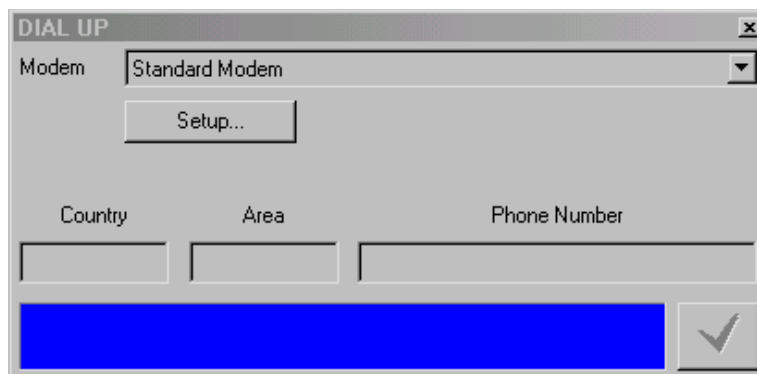 DIAL UP
Modem Standard Modem
Setup...
Country Area Phone Number